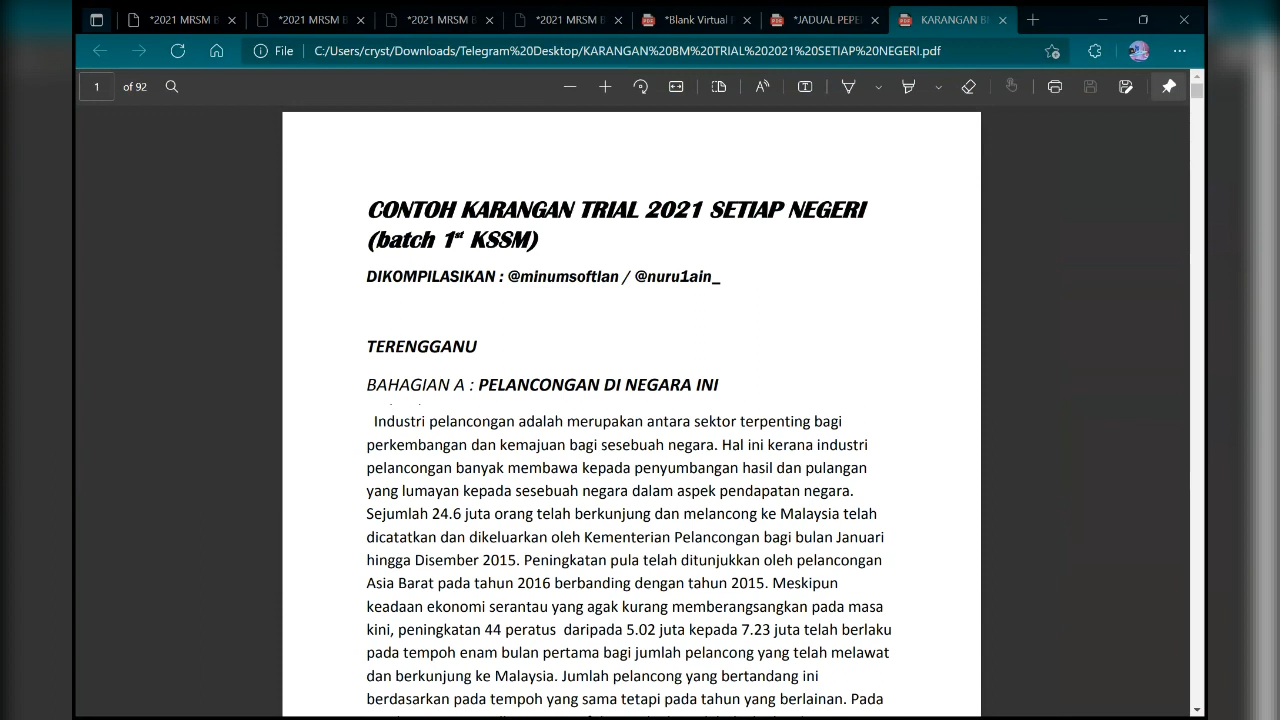 *2021 MRSM B
*2021 MRSM B
*2021 MRSM B
*2021 MRSM B
*Blank Virtual
*JADUAL PEPE
KARANGAN B
File
C:/Users/cryst/Downloads/Telegram%20Desktop/KARANGAN%20BM%20TRIAL%202021%20SETIAP%20NEGERI.pdf
1 of 92
CONTOH KARANGAN TRIAL 2021 SETIAP NEGERI
(batch 1st KSSM)
DIKOMPILASIKAN : @minumsoftlan / @nuru1ain_
TERENGGANU
BAHAGIAN A : PELANCONGAN DI NEGARA INI
Industri pelancongan adalah merupakan antara sektor terpenting bagi
perkembangan dan kemajuan bagi sesebuah negara. Hal ini kerana industri
pelancongan banyak membawa kepada penyumbangan hasil dan pulangan
yang lumayan kepada sesebuah negara dalam aspek pendapatan negara.
Sejumlah 24.6 juta orang telah berkunjung dan melancong ke Malaysia telah
dicatatkan dan dikeluarkan oleh Kementerian Pelancongan bagi bulan Januari
hingga Disember 2015. Peningkatan pula telah ditunjukkan oleh pelancongan
Asia Barat pada tahun 2016 berbanding dengan tahun 2015. Meskipun
keadaan ekonomi serantau yang agak kurang memberangsangkan pada masa
kini, peningkatan 44 peratus  daripada 5.02 juta kepada 7.23 juta telah berlaku
pada tempoh enam bulan pertama bagi jumlah pelancong yang telah melawat
dan berkunjung ke Malaysia. Jumlah pelancong yang bertandang ini
berdasarkan pada tempoh yang sama tetapi pada tahun yang berlainan. Pada